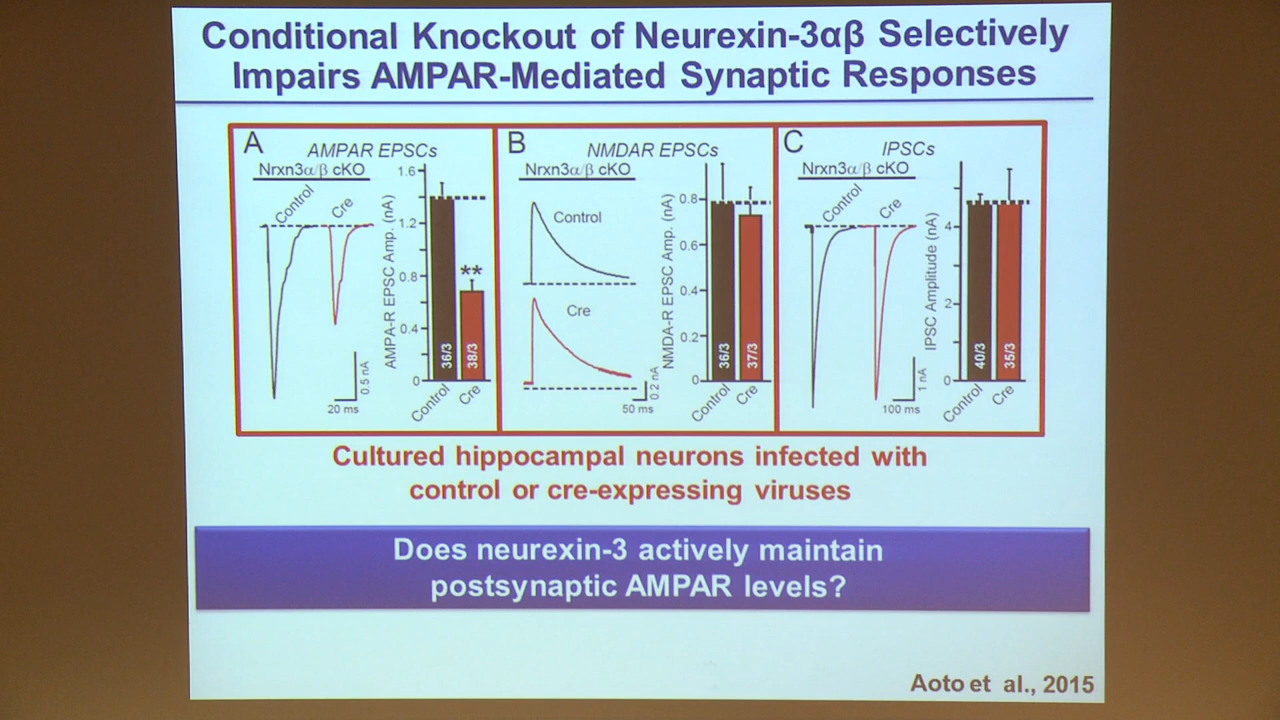 Conditional Knockout of Neurexin-3αβ Selectively
Impairs AMPAR-Mediated Synaptic Responses
A
AMPAR EPSCs
Nrxn3α/β cKO
Control
Cre
0.5 nA
20 ms
AMPA-R EPSC Amp. (nA)
1.6
1.2
0.8
0.4
0
**
36/3
38/3
Control
Cre
B
NMDAR EPSCs
Nrxn3α/β cKO
Control
Cre
0.2 nA
50 ms
NMDA-R EPSC Amp. (nA)
0.8
0.6
0.4
0.2
0
36/3
37/3
Control
Cre
C
IPSCs
Nrxn3α/β cKO
Control
Cre
1 nA
100 ms
IPSC Amplitude (nA)
4
2
0
40/3
35/3
Control
Cre
Cultured hippocampal neurons infected with
control or cre-expressing viruses
Does neurexin-3 actively maintain
postsynaptic AMPAR levels?
Aoto et al., 2015